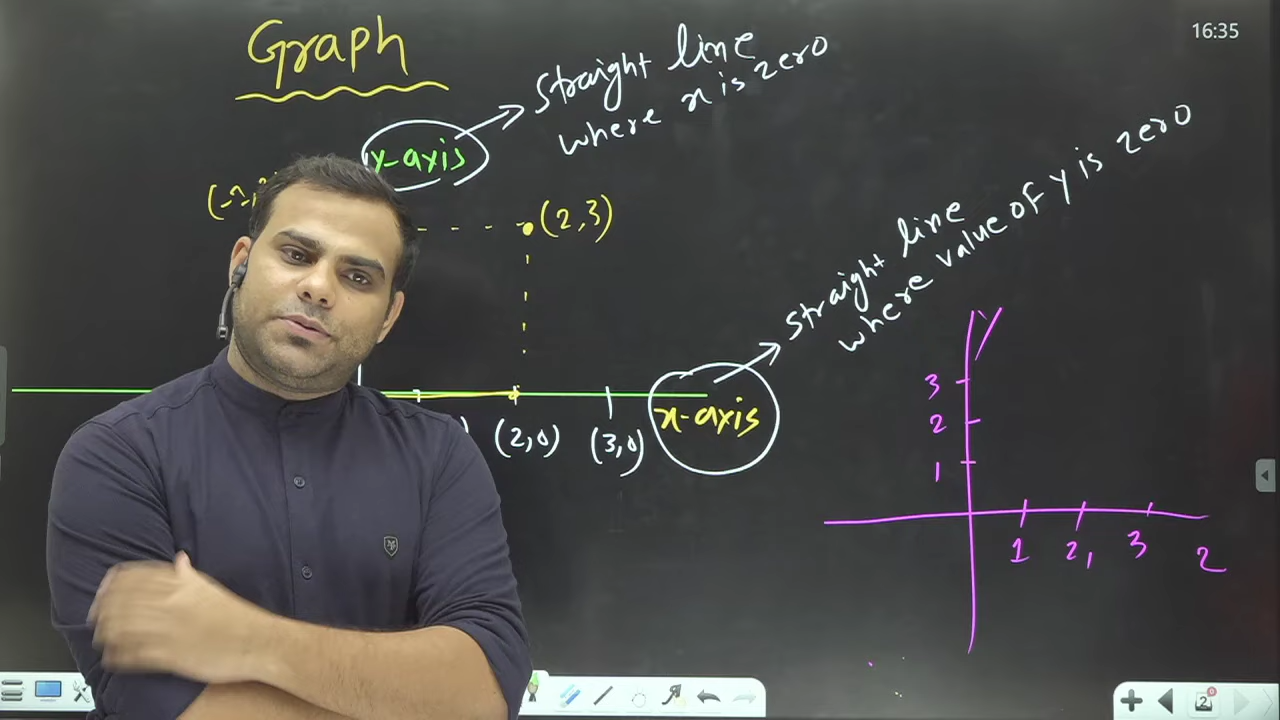 Graph
16:35
straight line
where x is zero
Y-axis
(2,3)
straight line
where value of y is zero
(2,0)
(3,0)
x-axis
Y
3
2
1
1
2,
3
2
2